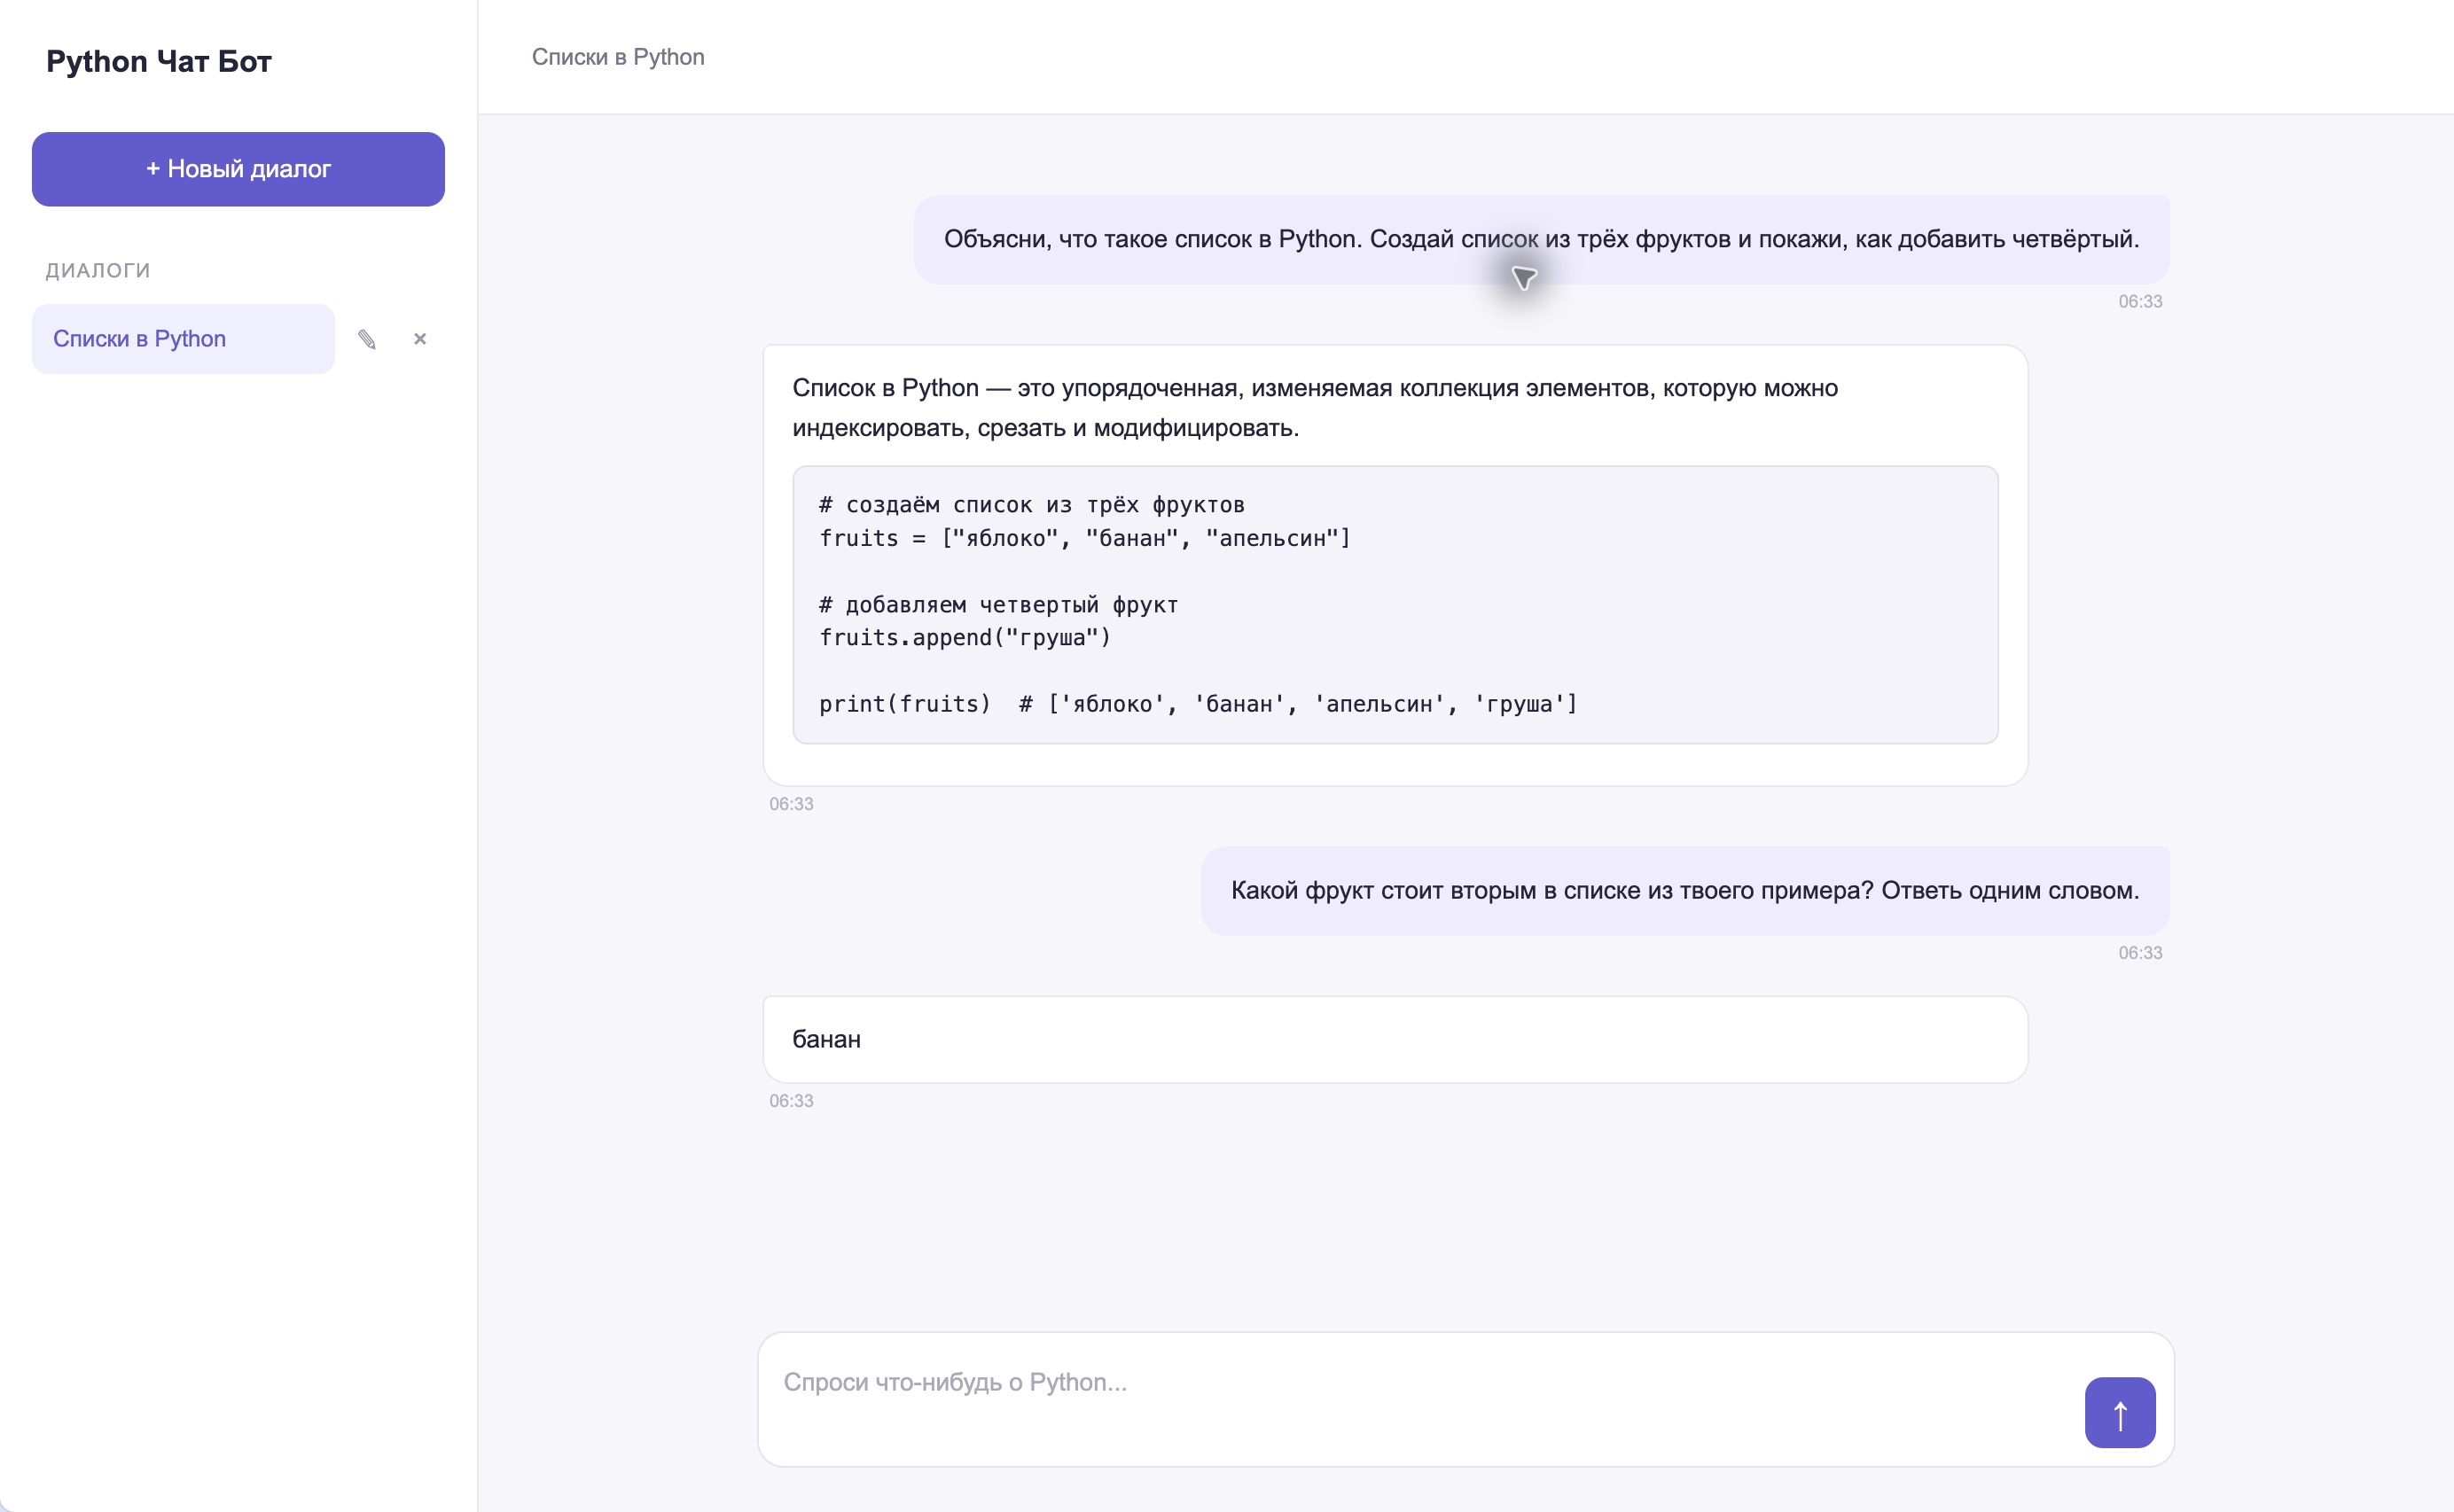 Python Чат Бот
+ Новый диалог
ДИАЛОГИ
Списки в Python
✎
×
Списки в Python
Объясни, что такое список в Python. Создай список из трёх фруктов и покажи, как добавить четвёртый.
06:33
Список в Python — это упорядоченная, изменяемая коллекция элементов, которую можно
индексировать, срезать и модифицировать.
# создаём список из трёх фруктов
fruits = ["яблоко", "банан", "апельсин"]
# добавляем четвертый фрукт
fruits.append("груша")
print(fruits)  # ['яблоко', 'банан', 'апельсин', 'груша']
06:33
Какой фрукт стоит вторым в списке из твоего примера? Ответь одним словом.
06:33
банан
06:33
Спроси что-нибудь о Python...
↑